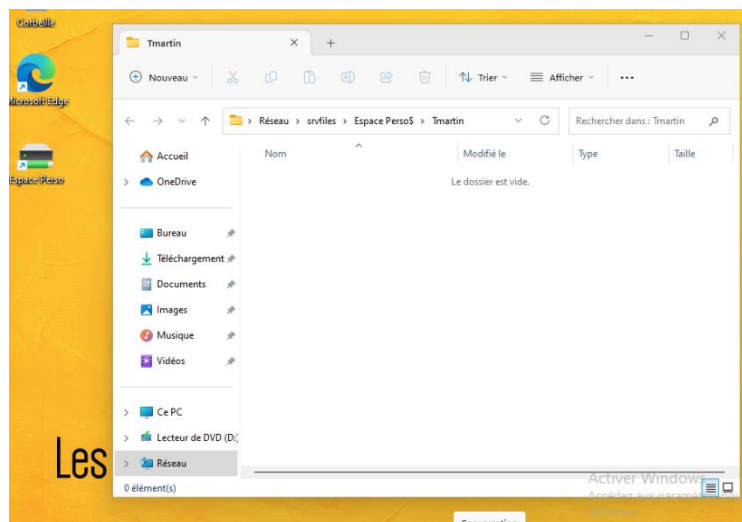 Corbeille
Microsoft Edge
Espace Perso
Tmartin
Nouveau
Trier
Afficher
Réseau > srvfiles > Espace Perso$ > Tmartin
Rechercher dans : Tmartin
Nom Modifié le Type Taille
Le dossier est vide.
Accueil
OneDrive
Bureau
Téléchargement
Documents
Images
Musique
Vidéos
Ce PC
Lecteur de DVD (D:)
Réseau
0 élément(s)
Les
Activer Windows
Accédez aux